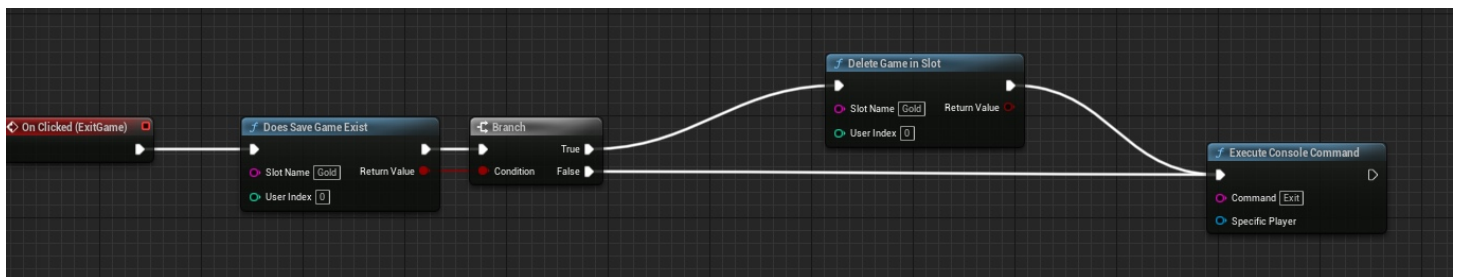 On Clicked (ExitGame)
f Does Save Game Exist
Slot Name Gold Return Value
User Index 0
Branch
True
Condition False
f Delete Game in Slot
Slot Name Gold Return Value
User Index 0
f Execute Console Command
Command Exit
Specific Player